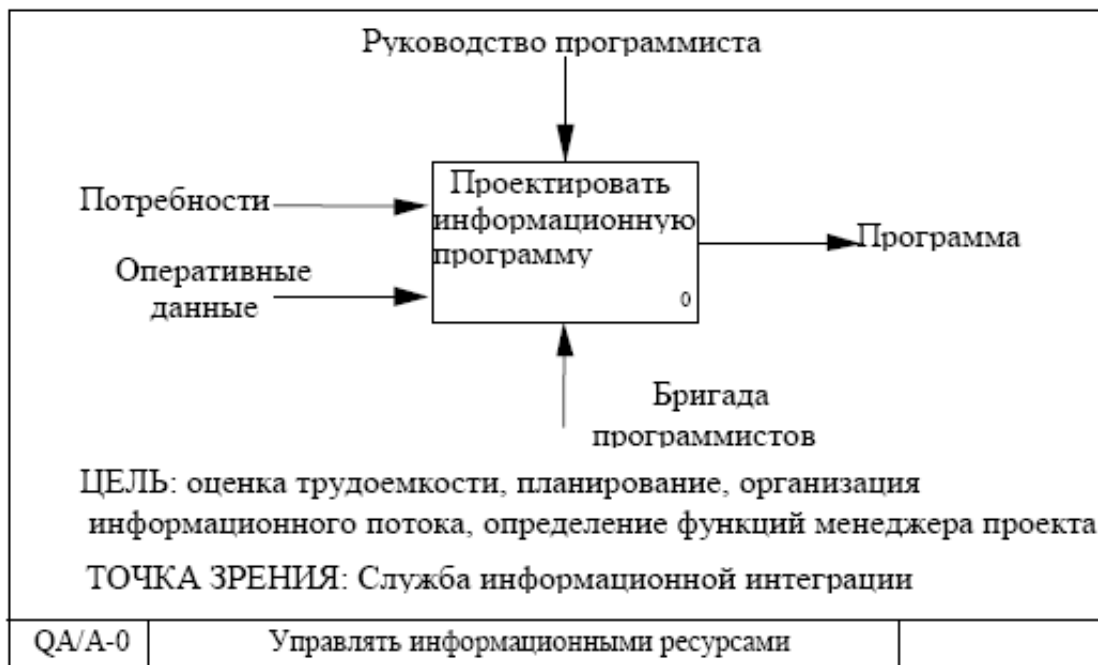 Руководство программиста
Потребности
Оперативные
данные
Проектировать
информационную
программу
0
Программа
Бригада
программистов
ЦЕЛЬ: оценка трудоемкости, планирование, организация
информационного потока, определение функций менеджера проекта
ТОЧКА ЗРЕНИЯ: Служба информационной интеграции
QA/A-0
Управлять информационными ресурсами